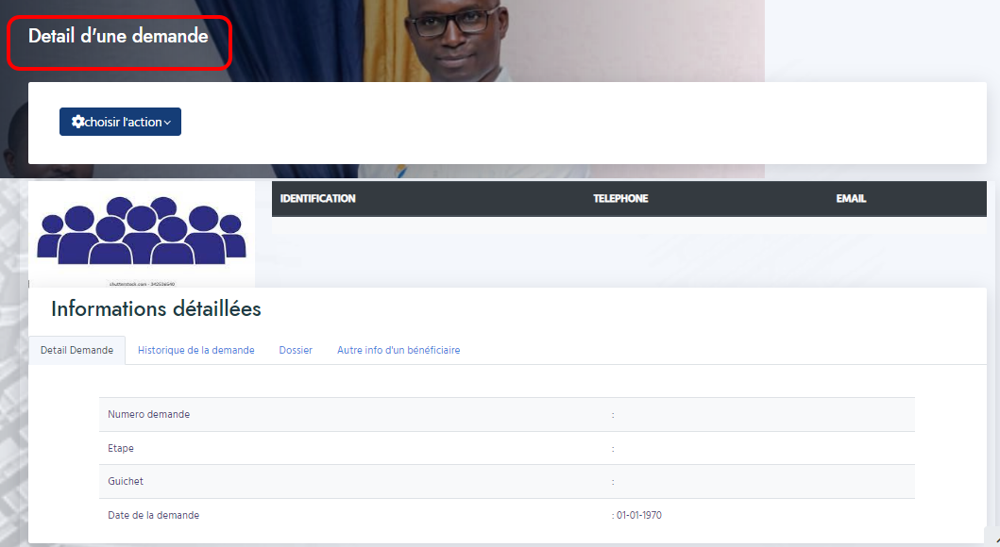 Detail d'une demande
choisir l'action
IDENTIFICATION TELEPHONE EMAIL
shutterstock.com · 342536540
Informations détaillées
Detail Demande Historique de la demande Dossier Autre info d'un bénéficiaire
Numero demande :
Etape :
Guichet :
Date de la demande : 01-01-1970